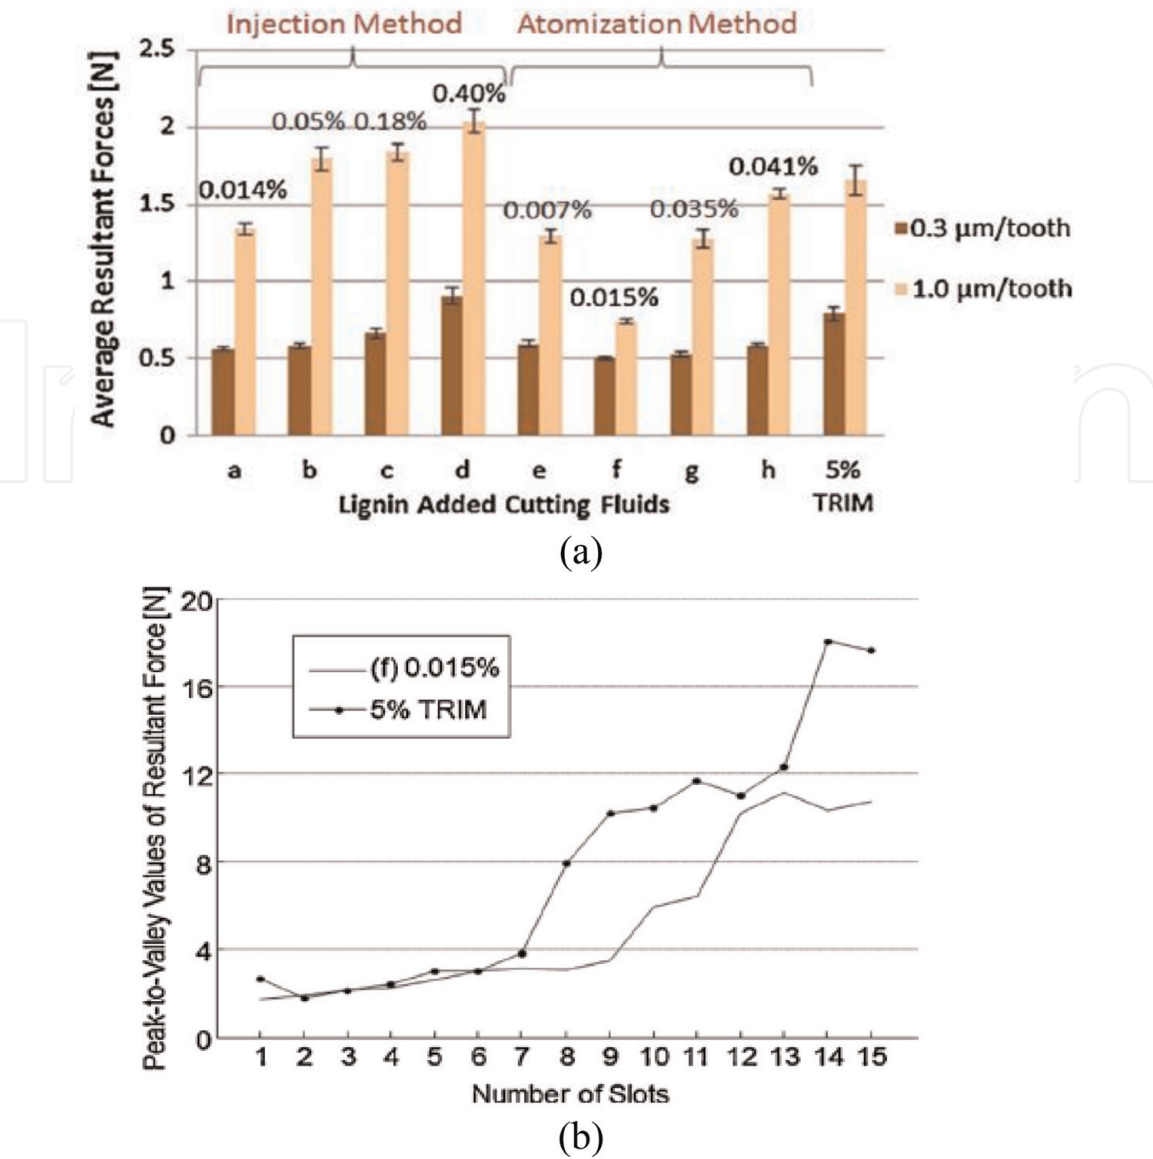 Injection Method Atomization Method
Average Resultant Forces [N]
2.5
2
1.5
1
0.5
0
0.014%
0.05% 0.18%
0.40%
0.007%
0.015%
0.035%
0.041%
0.3 µm/tooth
1.0 µm/tooth
a b c d e f g h 5%
TRIM
Lignin Added Cutting Fluids
(a)
Peak-to-Valley Values of Resultant Force [N]
20
16
12
8
4
0
(f) 0.015%
5% TRIM
1 2 3 4 5 6 7 8 9 10 11 12 13 14 15
Number of Slots
(b)